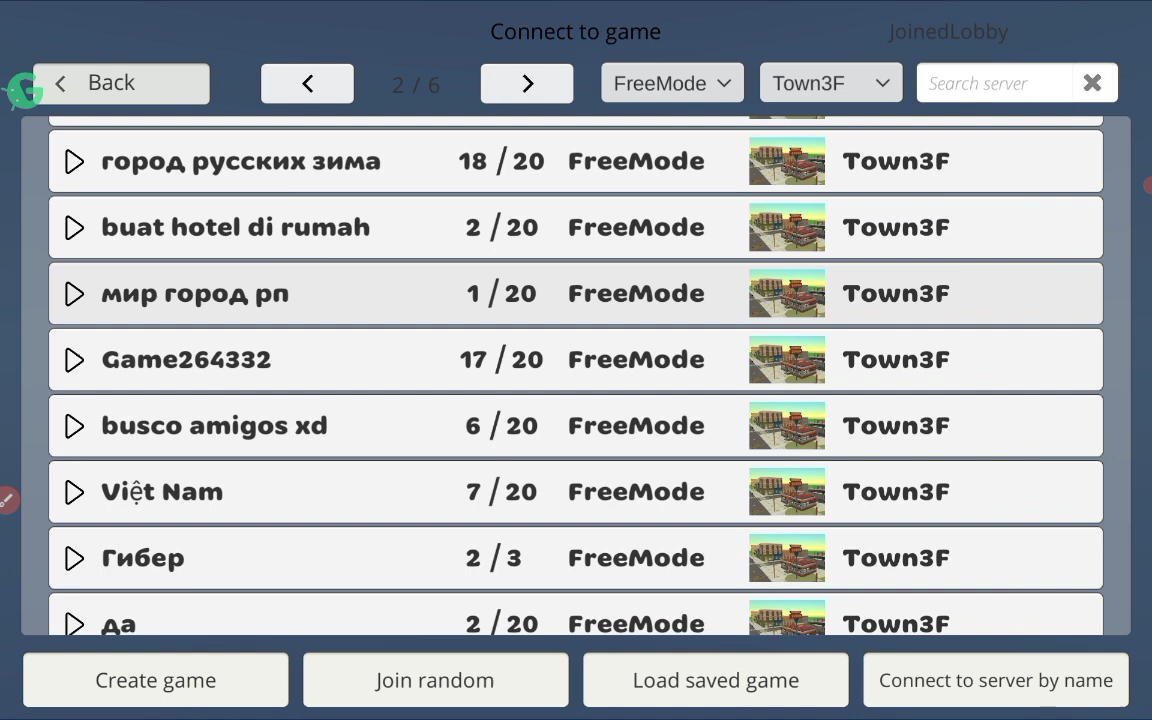 Connect to game
JoinedLobby
Back
2 / 6
FreeMode
Town3F
Search server
город русских зима 18 / 20 FreeMode Town3F
buat hotel di rumah 2 / 20 FreeMode Town3F
мир город рп 1 / 20 FreeMode Town3F
Game264332 17 / 20 FreeMode Town3F
busco amigos xd 6 / 20 FreeMode Town3F
Việt Nam 7 / 20 FreeMode Town3F
Гибер 2 / 3 FreeMode Town3F
да 2 / 20 FreeMode Town3F
Create game
Join random
Load saved game
Connect to server by name